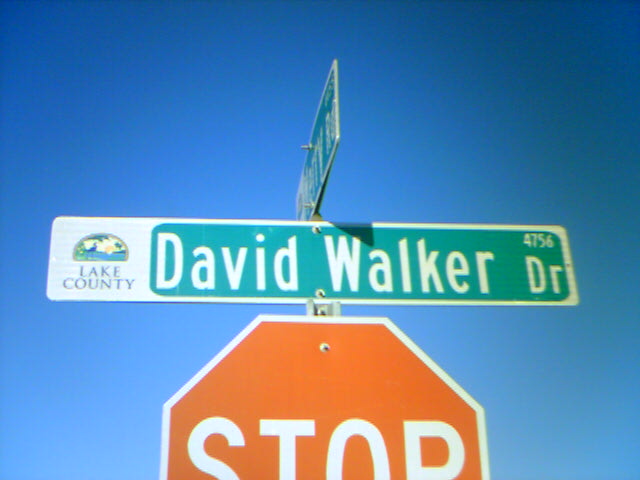 LAKE
COUNTY
David Walker Dr
4756
STOP